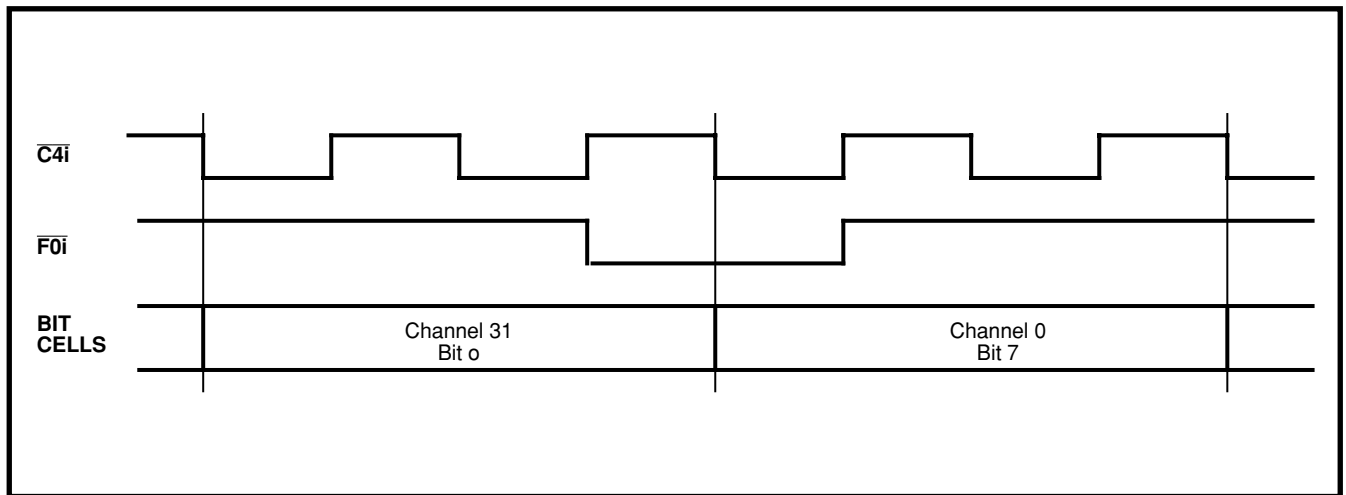 C4i
F0i
BIT
CELLS
Channel 31
Bit o
Channel 0
Bit 7